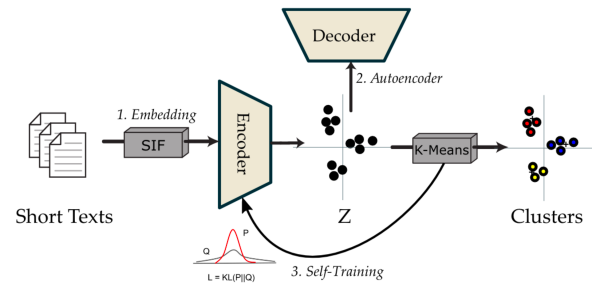 Decoder
2. Autoencoder
1. Embedding
SIF
Encoder
K-Means
Short Texts
Z
Clusters
P
Q
L = KL(P||Q)
3. Self-Training